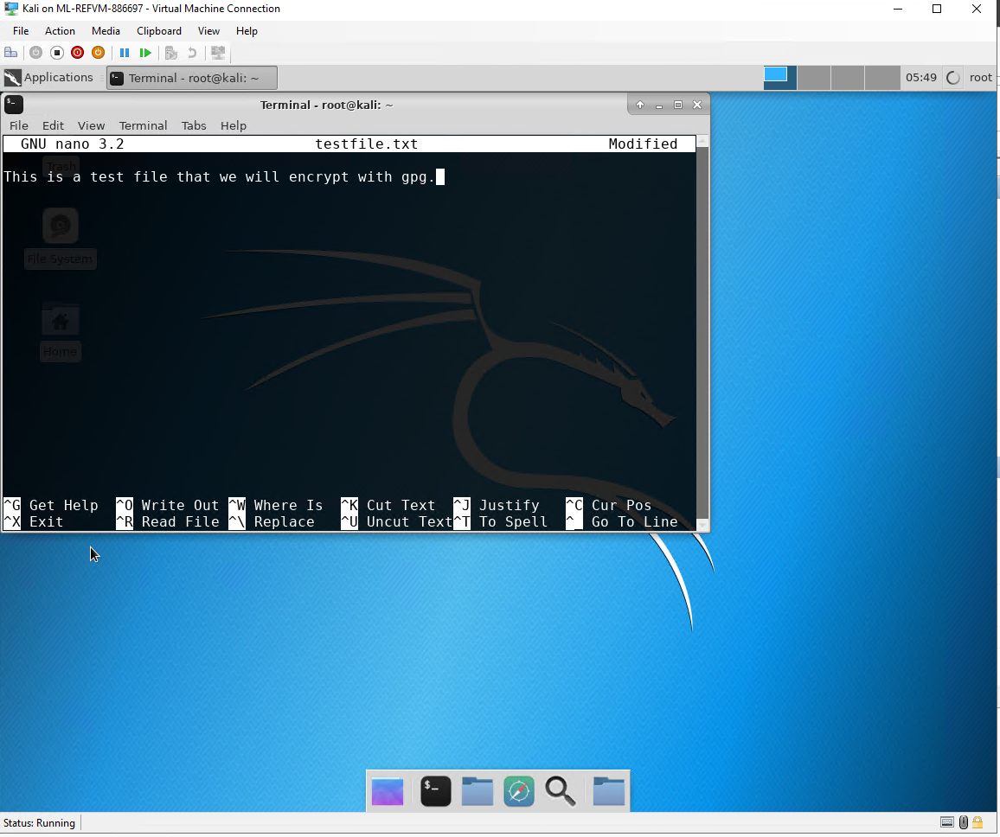 Kali on ML-REFVM-886697 - Virtual Machine Connection
File Action Media Clipboard View Help
Applications Terminal - root@kali: ~ 05:49 root
Terminal - root@kali: ~
File Edit View Terminal Tabs Help
GNU nano 3.2 testfile.txt Modified
Trash
This is a test file that we will encrypt with gpg.
File System
Home
^G Get Help ^O Write Out ^W Where Is ^K Cut Text ^J Justify ^C Cur Pos
^X Exit ^R Read File ^\ Replace ^U Uncut Text ^T To Spell ^_ Go To Line
$_
Status: Running